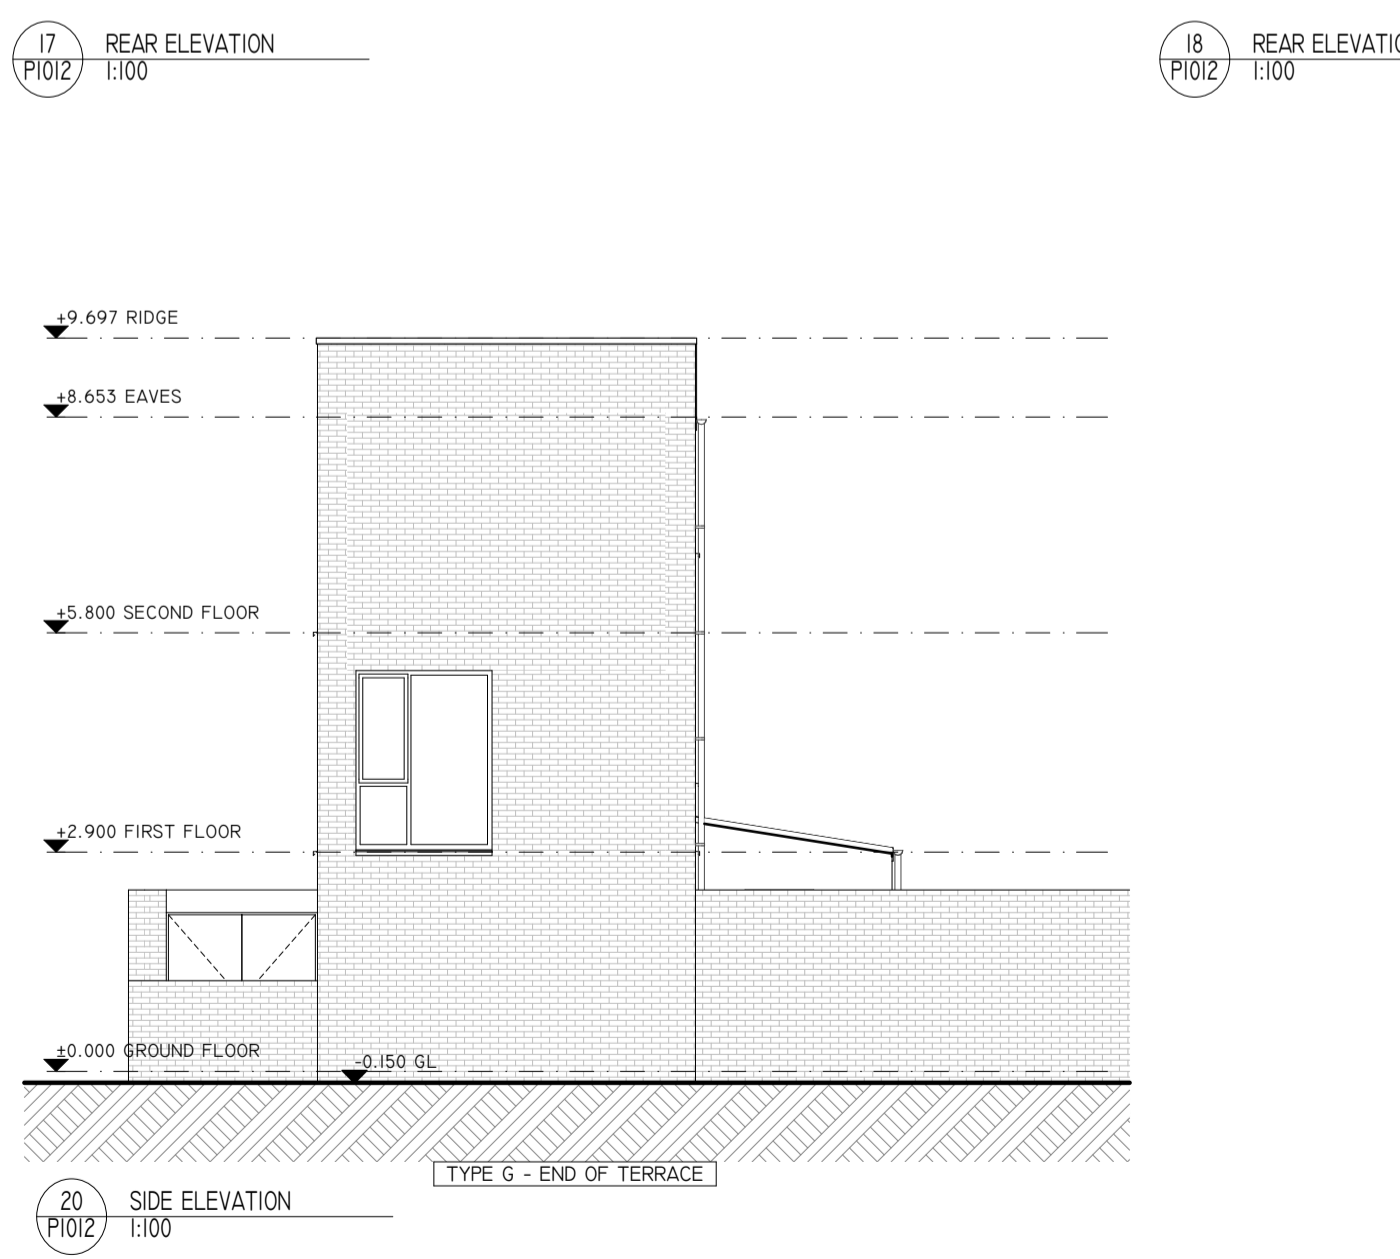 17 REAR ELEVATION
P1012 1:100
18 REAR ELEVATIO
P1012 1:100
+9.697 RIDGE
+8.653 EAVES
+5.800 SECOND FLOOR
+2.900 FIRST FLOOR
±0.000 GROUND FLOOR
-0.150 GL
TYPE G - END OF TERRACE
20 SIDE ELEVATION
P1012 1:100